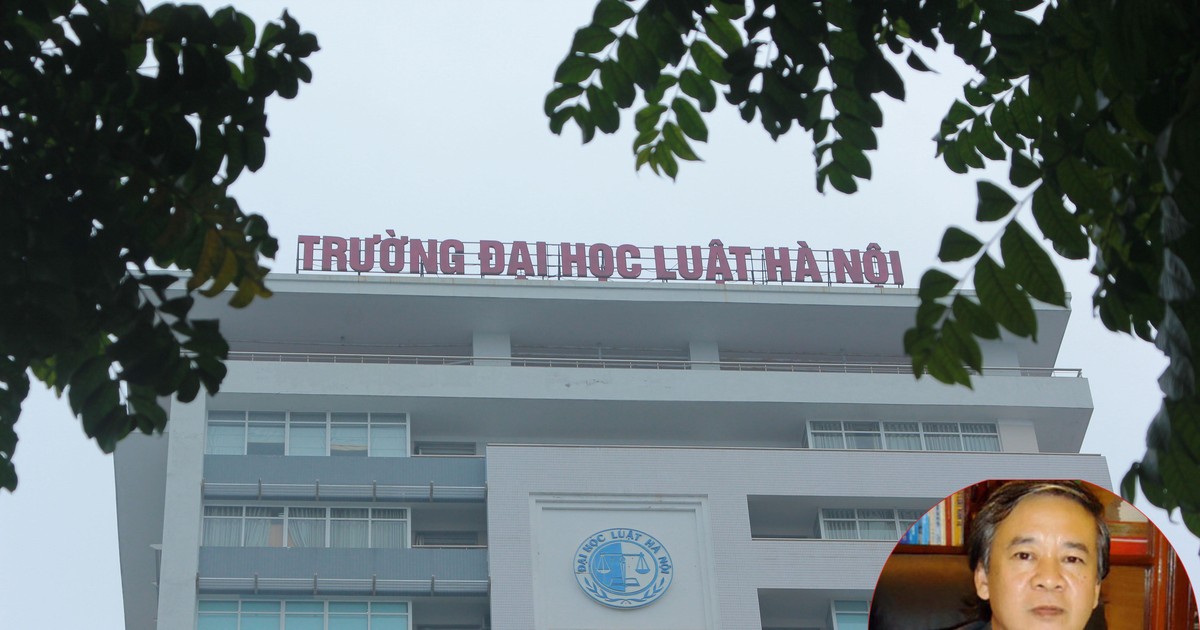 TRƯỜNG ĐẠI HỌC LUẬT HÀ NỘI
ĐẠI HỌC LUẬT HÀ NỘI